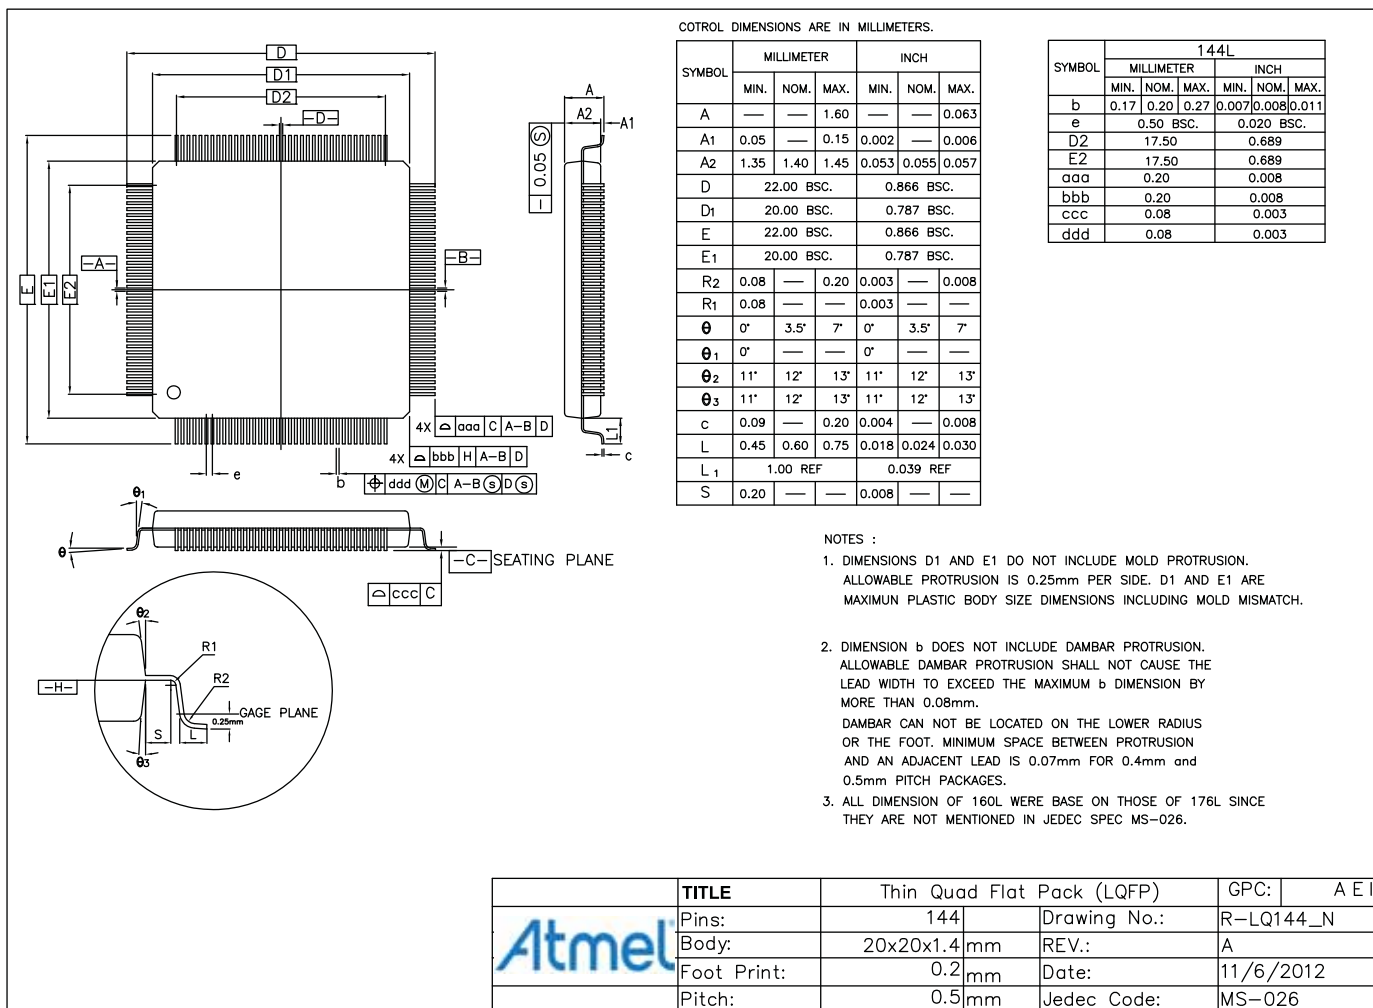 COTROL DIMENSIONS ARE IN MILLIMETERS.
SYMBOL MILLIMETER INCH
MIN. NOM. MAX. MIN. NOM. MAX.
A — — 1.60 — — 0.063
A1 0.05 — 0.15 0.002 — 0.006
A2 1.35 1.40 1.45 0.053 0.055 0.057
D 22.00 BSC. 0.866 BSC.
D1 20.00 BSC. 0.787 BSC.
E 22.00 BSC. 0.866 BSC.
E1 20.00 BSC. 0.787 BSC.
R2 0.08 — 0.20 0.003 — 0.008
R1 0.08 — — 0.003 — —
θ 0° 3.5° 7° 0° 3.5° 7°
θ1 0° — — 0° — —
θ2 11° 12° 13° 11° 12° 13°
θ3 11° 12° 13° 11° 12° 13°
c 0.09 — 0.20 0.004 — 0.008
L 0.45 0.60 0.75 0.018 0.024 0.030
L1 1.00 REF 0.039 REF
S 0.20 — — 0.008 — —
SYMBOL 144L
MILLIMETER INCH
MIN. NOM. MAX. MIN. NOM. MAX.
b 0.17 0.20 0.27 0.007 0.008 0.011
e 0.50 BSC. 0.020 BSC.
D2 17.50 0.689
E2 17.50 0.689
aaa 0.20 0.008
bbb 0.20 0.008
ccc 0.08 0.003
ddd 0.08 0.003
D
D1
D2
-D-
A
A2
A1
0.05 S
-A-
-B-
E
E1
E2
4X aaa C A-B D
4X bbb H A-B D
ddd M C A-B S D S
e
b
L1
c
θ1
θ
-C- SEATING PLANE
ccc C
θ2
R1
R2
-H-
GAGE PLANE
0.25mm
S
L
θ3
NOTES :
1. DIMENSIONS D1 AND E1 DO NOT INCLUDE MOLD PROTRUSION.
ALLOWABLE PROTRUSION IS 0.25mm PER SIDE. D1 AND E1 ARE
MAXIMUN PLASTIC BODY SIZE DIMENSIONS INCLUDING MOLD MISMATCH.
2. DIMENSION b DOES NOT INCLUDE DAMBAR PROTRUSION.
ALLOWABLE DAMBAR PROTRUSION SHALL NOT CAUSE THE
LEAD WIDTH TO EXCEED THE MAXIMUM b DIMENSION BY
MORE THAN 0.08mm.
DAMBAR CAN NOT BE LOCATED ON THE LOWER RADIUS
OR THE FOOT. MINIMUM SPACE BETWEEN PROTRUSION
AND AN ADJACENT LEAD IS 0.07mm FOR 0.4mm and
0.5mm PITCH PACKAGES.
3. ALL DIMENSION OF 160L WERE BASE ON THOSE OF 176L SINCE
THEY ARE NOT MENTIONED IN JEDEC SPEC MS-026.
Atmel
TITLE Thin Quad Flat Pack (LQFP) GPC: A E I
Pins: 144 Drawing No.: R-LQ144_N
Body: 20x20x1.4 mm REV.: A
Foot Print: 0.2 mm Date: 11/6/2012
Pitch: 0.5 mm Jedec Code: MS-026